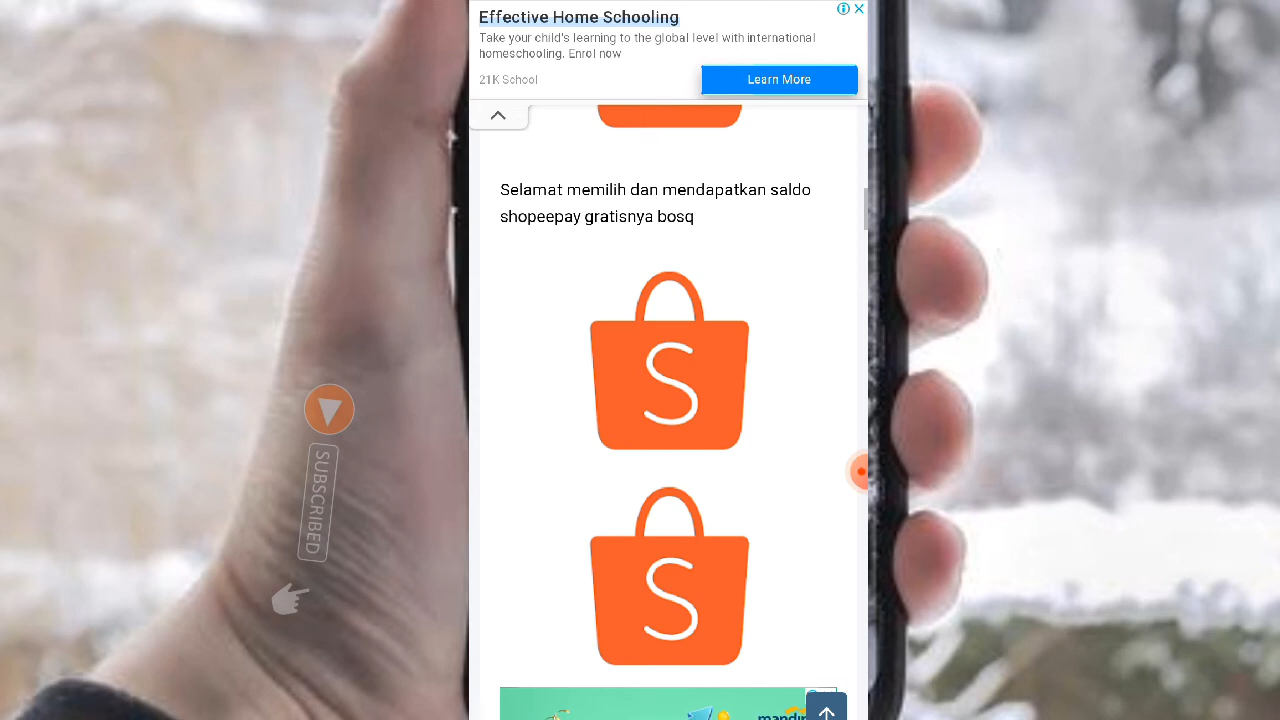 Effective Home Schooling
Take your child's learning to the global level with international
homeschooling. Enrol now
21K School
Learn More
Selamat memilih dan mendapatkan saldo
shopeepay gratisnya bosq
S
S
SUBSCRIBED